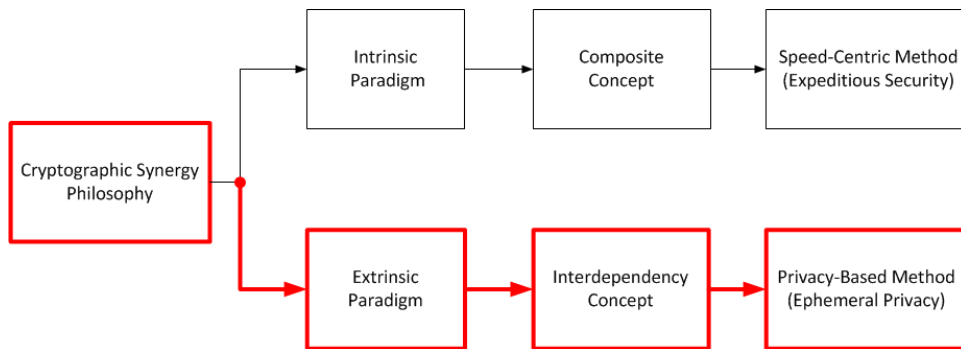 Intrinsic
Paradigm
Composite
Concept
Speed-Centric Method
(Expeditious Security)
Cryptographic Synergy
Philosophy
Extrinsic
Paradigm
Interdependency
Concept
Privacy-Based Method
(Ephemeral Privacy)